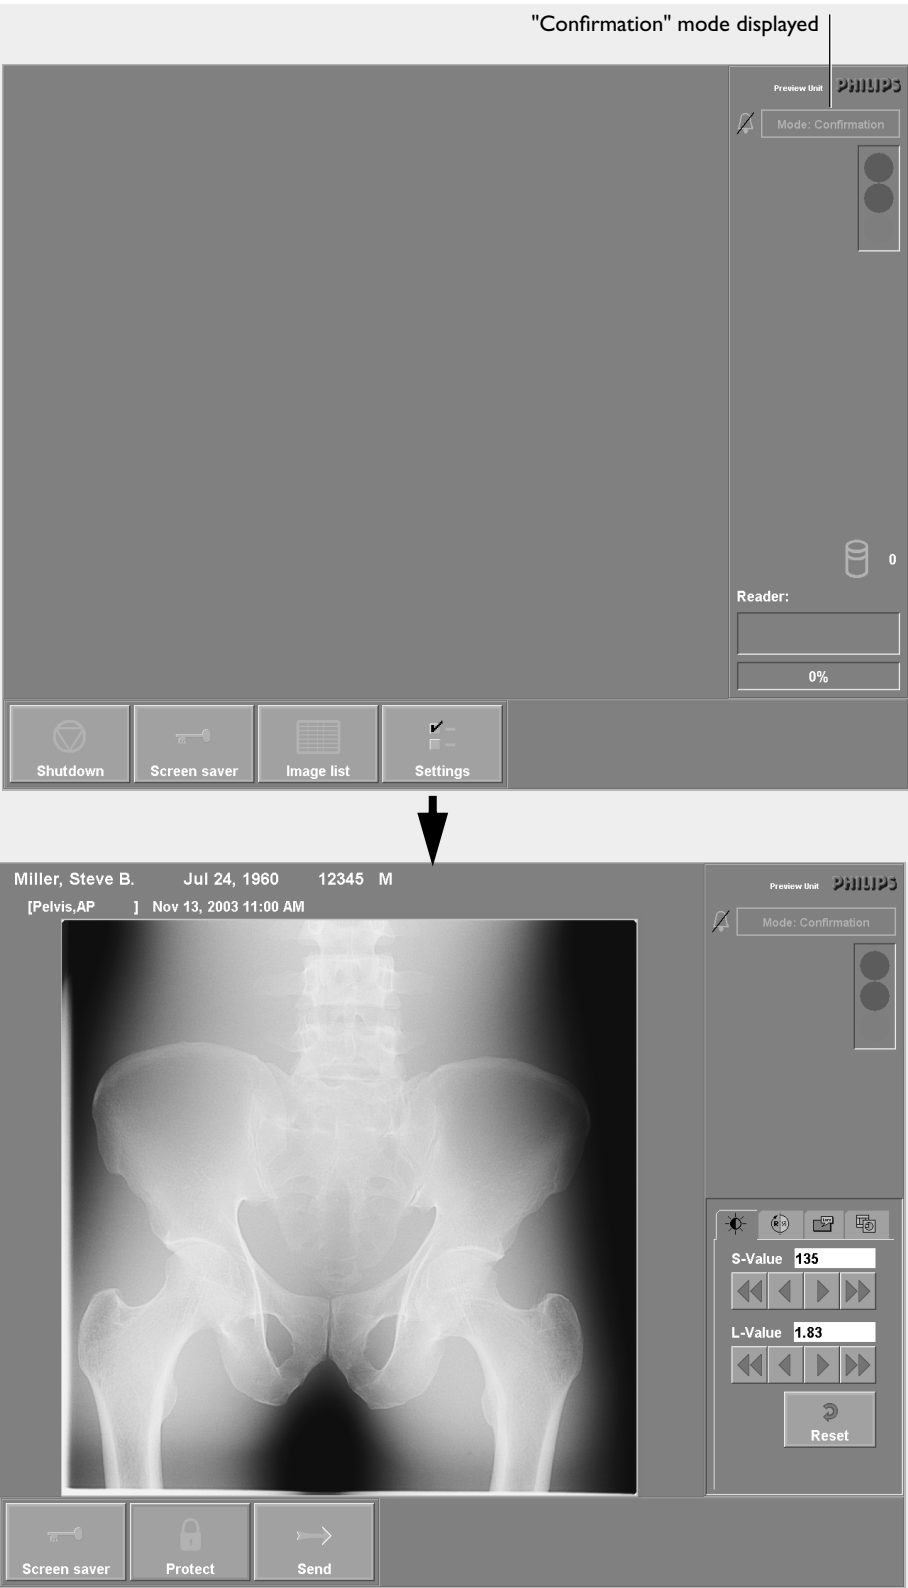 "Confirmation" mode displayed
Preview Unit PHILIPS
Mode: Confirmation
0
Reader:
0%
Shutdown Screen saver Image list Settings
Miller, Steve B. Jul 24, 1960 12345 M
Preview Unit PHILIPS
[Pelvis,AP ] Nov 13, 2003 11:00 AM
Mode: Confirmation
S-Value 135
L-Value 1.83
Reset
Screen saver Protect Send